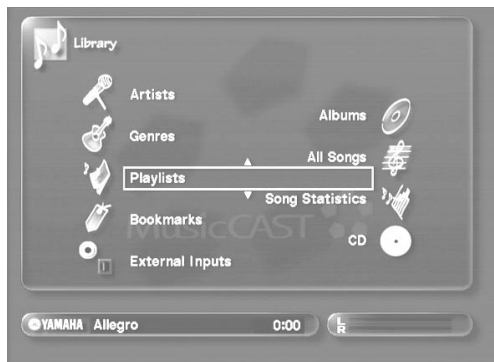 Library
Artists
Albums
Genres
All Songs
Playlists
Song Statistics
Bookmarks
MusicCAST
CD
External Inputs
YAMAHA Allegro 0:00 L
R